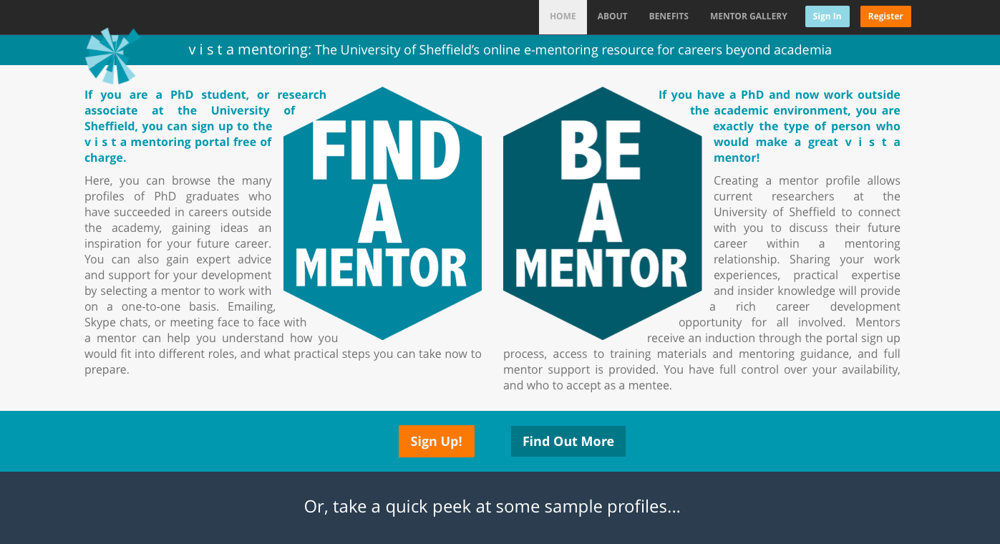 HOME ABOUT BENEFITS MENTOR GALLERY Sign In Register
v i s t a mentoring: The University of Sheffield’s online e-mentoring resource for careers beyond academia
If you are a PhD student, or research
associate at the University of
Sheffield, you can sign up to the
v i s t a mentoring portal free of
charge.
Here, you can browse the many
profiles of PhD graduates who
have succeeded in careers outside
the academy, gaining ideas an
inspiration for your future career.
You can also gain expert advice
and support for your development
by selecting a mentor to work with
on a one-to-one basis. Emailing,
Skype chats, or meeting face to face with
a mentor can help you understand how you
would fit into different roles, and what practical steps you can take now to
prepare.
FIND
A
MENTOR
BE
A
MENTOR
If you have a PhD and now work outside
the academic environment, you are
exactly the type of person who
would make a great v i s t a
mentor!
Creating a mentor profile allows
current researchers at the
University of Sheffield to connect
with you to discuss their future
career within a mentoring
relationship. Sharing your work
experiences, practical expertise
and insider knowledge will provide
a rich career development
opportunity for all involved. Mentors
receive an induction through the portal sign up
process, access to training materials and mentoring guidance, and full
mentor support is provided. You have full control over your availability,
and who to accept as a mentee.
Sign Up! Find Out More
Or, take a quick peek at some sample profiles...